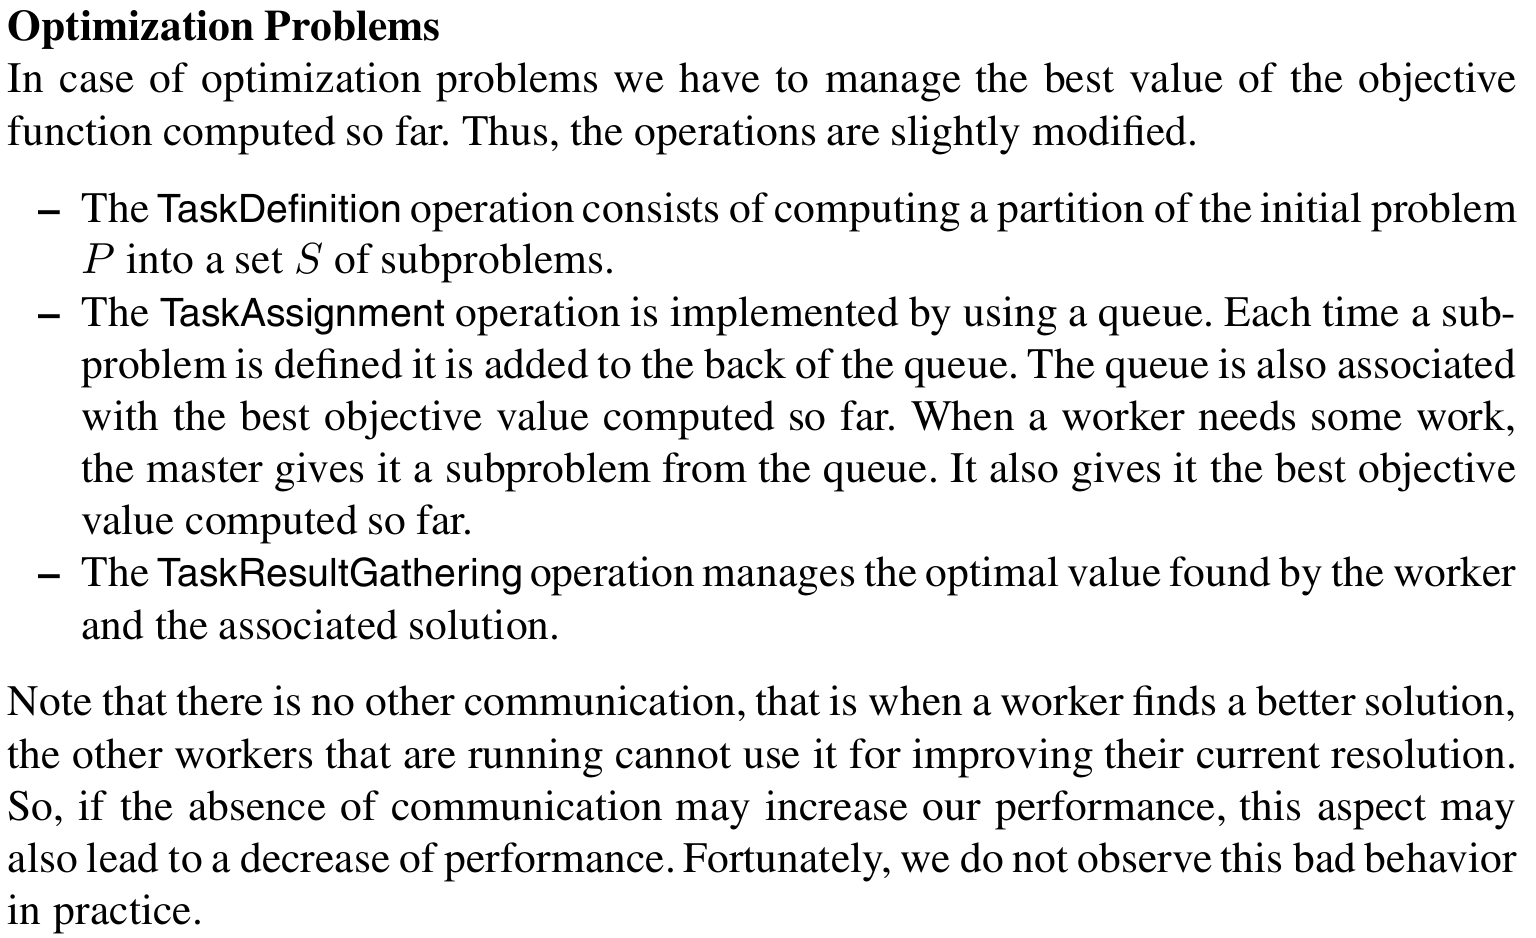 Optimization Problems
In case of optimization problems we have to manage the best value of the objective
function computed so far. Thus, the operations are slightly modified.
– The TaskDefinition operation consists of computing a partition of the initial problem
P into a set S of subproblems.
– The TaskAssignment operation is implemented by using a queue. Each time a sub-
problem is defined it is added to the back of the queue. The queue is also associated
with the best objective value computed so far. When a worker needs some work,
the master gives it a subproblem from the queue. It also gives it the best objective
value computed so far.
– The TaskResultGathering operation manages the optimal value found by the worker
and the associated solution.
Note that there is no other communication, that is when a worker finds a better solution,
the other workers that are running cannot use it for improving their current resolution.
So, if the absence of communication may increase our performance, this aspect may
also lead to a decrease of performance. Fortunately, we do not observe this bad behavior
in practice.